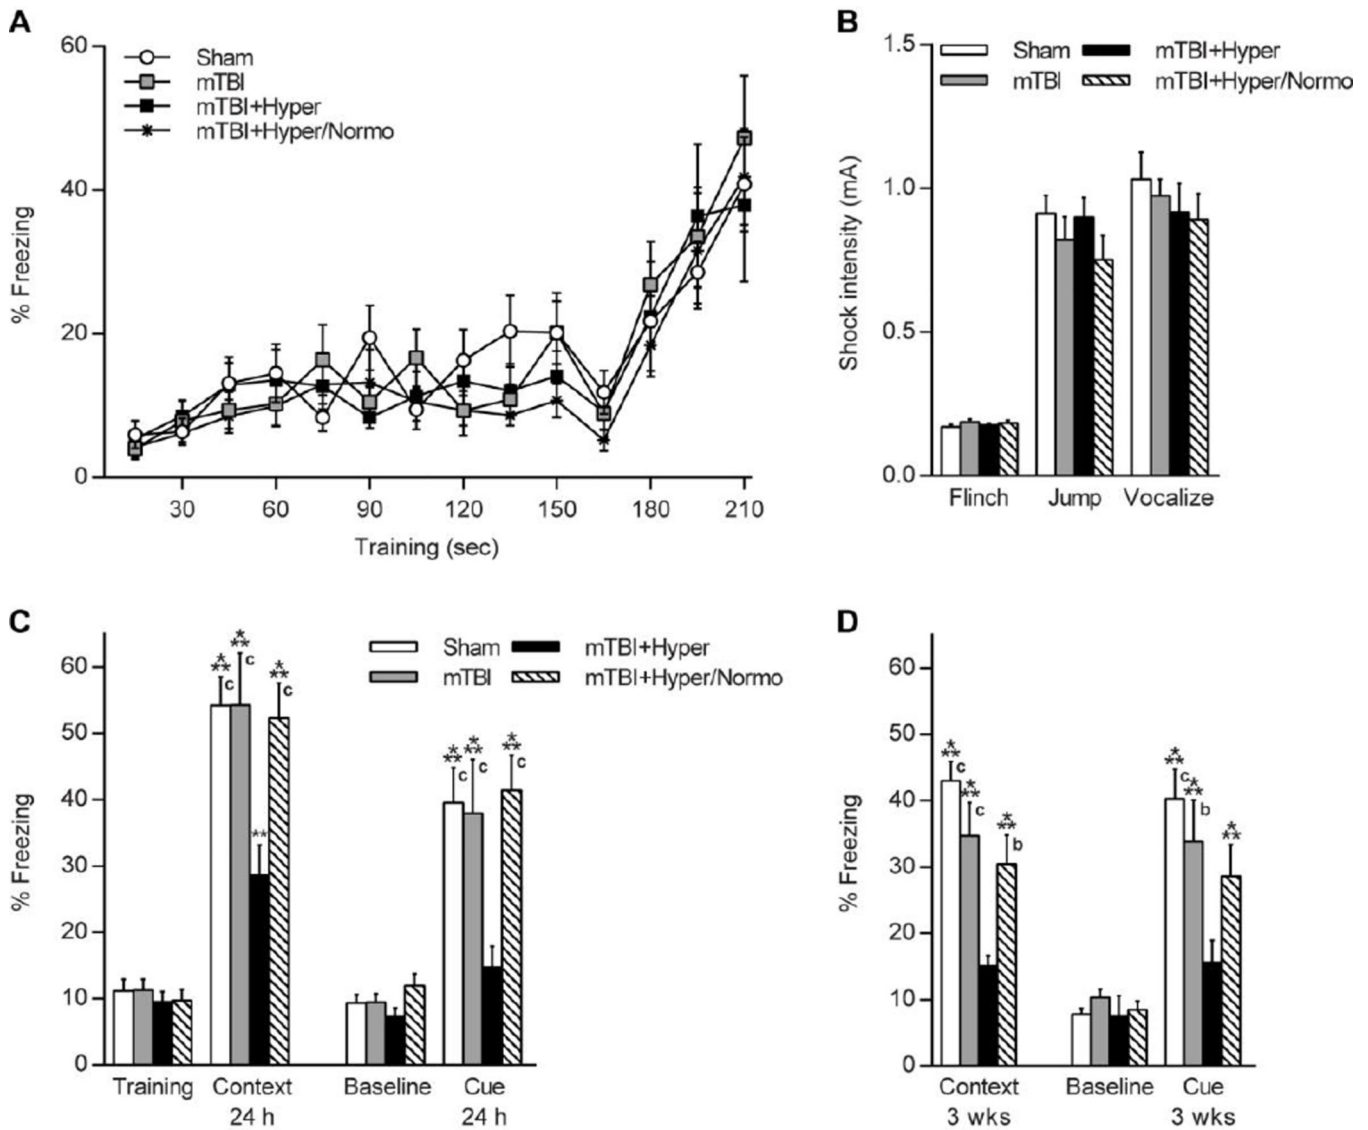 A
60
40
20
0
% Freezing
Sham
mTBI
mTBI+Hyper
mTBI+Hyper/Normo
30 60 90 120 150 180 210
Training (sec)
B
1.5
1.0
0.5
0.0
Shock intensity (mA)
Sham mTBI+Hyper
mTBI mTBI+Hyper/Normo
Flinch Jump Vocalize
C
60
50
40
30
20
10
0
% Freezing
Sham mTBI+Hyper
mTBI mTBI+Hyper/Normo
*** c
*** c
**
*** c
*** c
*** c
*** c
Training Context Baseline Cue
24 h 24 h
D
60
50
40
30
20
10
0
% Freezing
*** c
*** c
*** b
*** c
*** b
***
Context Baseline Cue
3 wks 3 wks